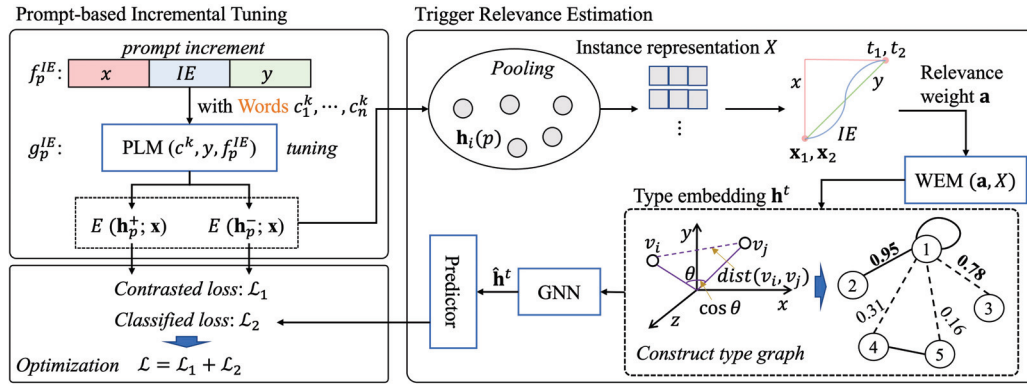 Prompt-based Incremental Tuning
prompt increment
f_p^{IE}: x IE y
with Words c_1^k, ⋯, c_n^k
g_p^{IE}: PLM (c^k, y, f_p^{IE}) tuning
E (h_p^+; x) E (h_p^-; x)
Contrasted loss: ℒ_1
Classified loss: ℒ_2
Optimization ℒ = ℒ_1 + ℒ_2
Trigger Relevance Estimation
Pooling
h_i(p)
Instance representation X
⋮
t_1, t_2
x
y
IE
x_1, x_2
Relevance
weight a
WEM (a, X)
Type embedding h^t
v_i
y
v_j
θ
dist(v_i, v_j)
x
cos θ
z
Construct type graph
1
0.95
0.78
2
3
0.31
0.16
4
5
GNN
ĥ^t
Predictor